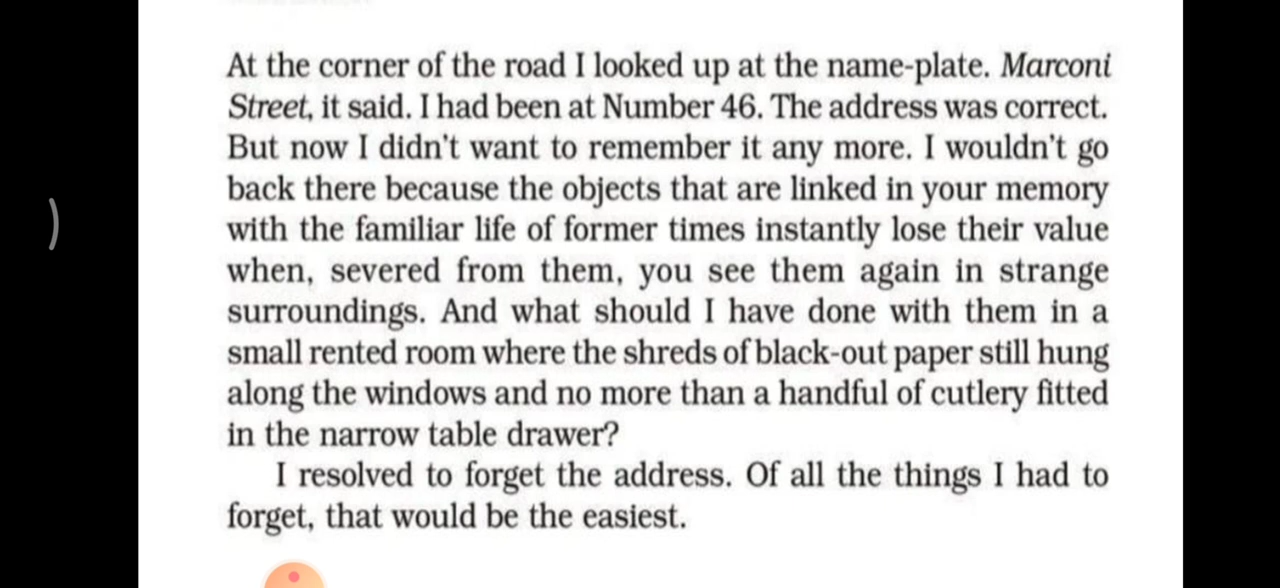 At the corner of the road I looked up at the name-plate. Marconi
Street, it said. I had been at Number 46. The address was correct.
But now I didn't want to remember it any more. I wouldn't go
back there because the objects that are linked in your memory
with the familiar life of former times instantly lose their value
when, severed from them, you see them again in strange
surroundings. And what should I have done with them in a
small rented room where the shreds of black-out paper still hung
along the windows and no more than a handful of cutlery fitted
in the narrow table drawer?
I resolved to forget the address. Of all the things I had to
forget, that would be the easiest.